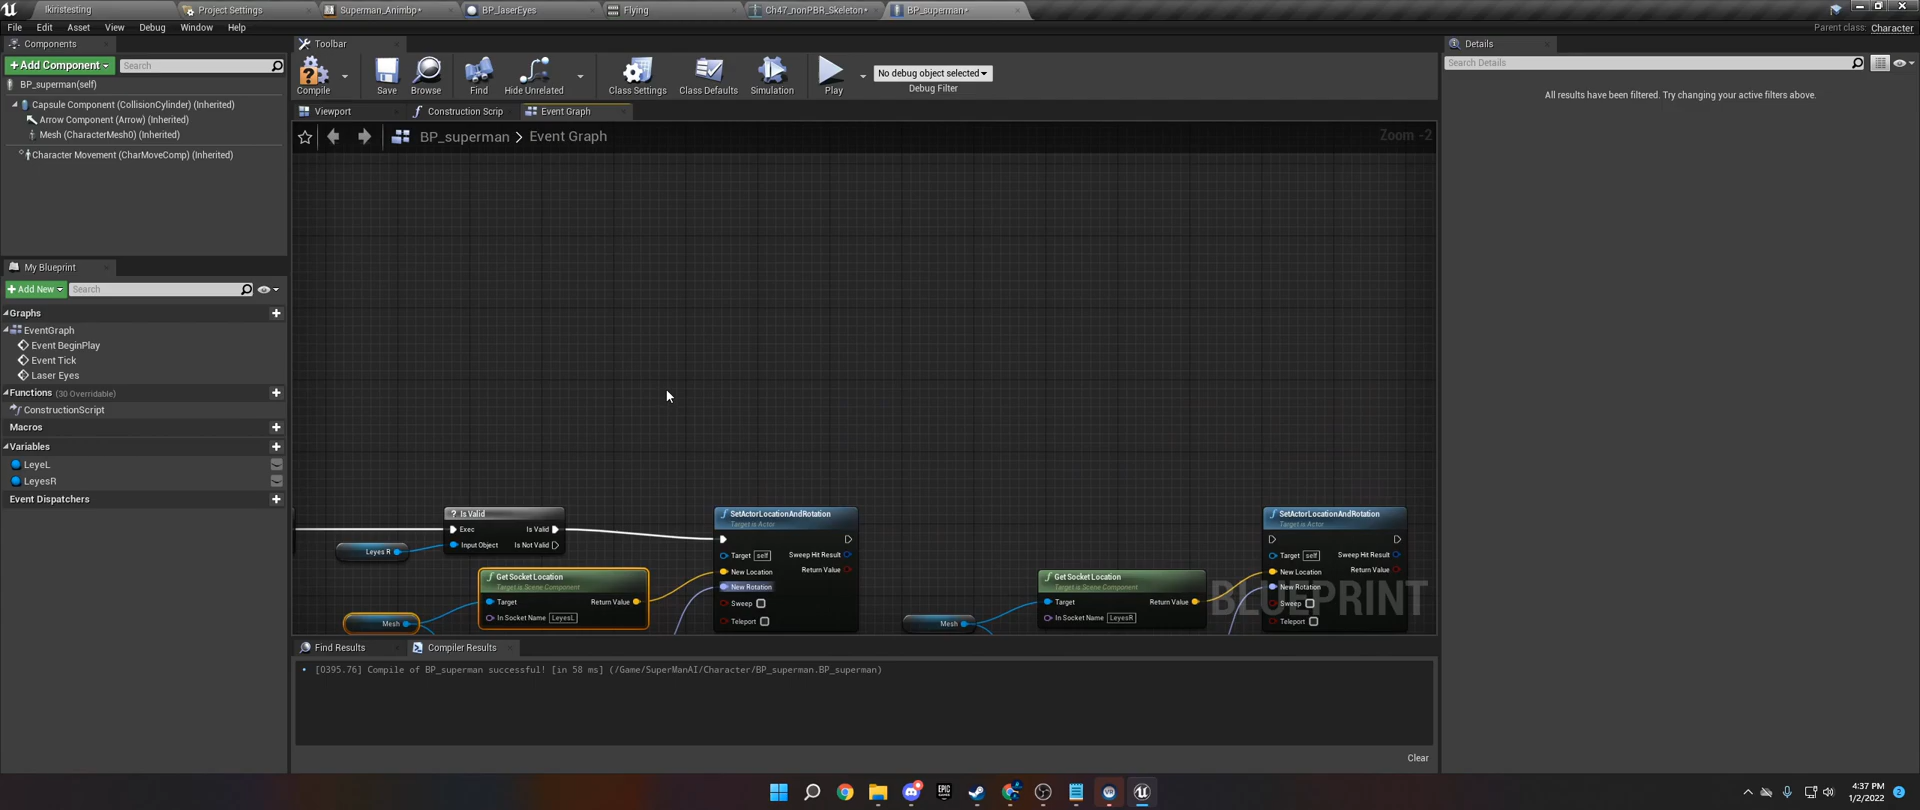 Ikinstesting
Project Settings
Superman_Animbp*
BP_laserEyes
Flying
Ch47_nonPBR_Skeleton*
BP_superman*
File Edit Asset View Debug Window Help
Parent class: Character
Components
+Add Component
Search
BP_superman(self)
Capsule Component (CollisionCylinder) (Inherited)
Arrow Component (Arrow) (Inherited)
Mesh (CharacterMesh0) (Inherited)
Character Movement (CharMoveComp) (Inherited)
My Blueprint
+Add New
Search
Graphs
EventGraph
Event BeginPlay
Event Tick
Laser Eyes
Functions (30 Overridable)
ConstructionScript
Macros
Variables
LeyeL
LeyesR
Event Dispatchers
Toolbar
Compile
Save
Browse
Find
Hide Unrelated
Class Settings
Class Defaults
Simulation
Play
No debug object selected
Debug Filter
Viewport
Construction Scrip
Event Graph
BP_superman > Event Graph
Zoom -2
? Is Valid
Exec Is Valid
Input Object Is Not Valid
Leyes R
Get Socket Location
Target is Scene Component
Target Return Value
In Socket Name LeyesL
Mesh
SetActorLocationAndRotation
Target is Actor
Target self Sweep Hit Result
New Location Return Value
New Rotation
Sweep
Teleport
Get Socket Location
Target is Scene Component
Target Return Value
In Socket Name LeyesR
Mesh
SetActorLocationAndRotation
Target is Actor
Target self Sweep Hit Result
New Location Return Value
New Rotation
Sweep
Teleport
BLUEPRINT
Find Results
Compiler Results
[0395.76] Compile of BP_superman successful! [in 58 ms] (/Game/SuperManAI/Character/BP_superman.BP_superman)
Clear
Details
Search Details
All results have been filtered. Try changing your active filters above.
EPIC
4:37 PM
1/2/2022
2